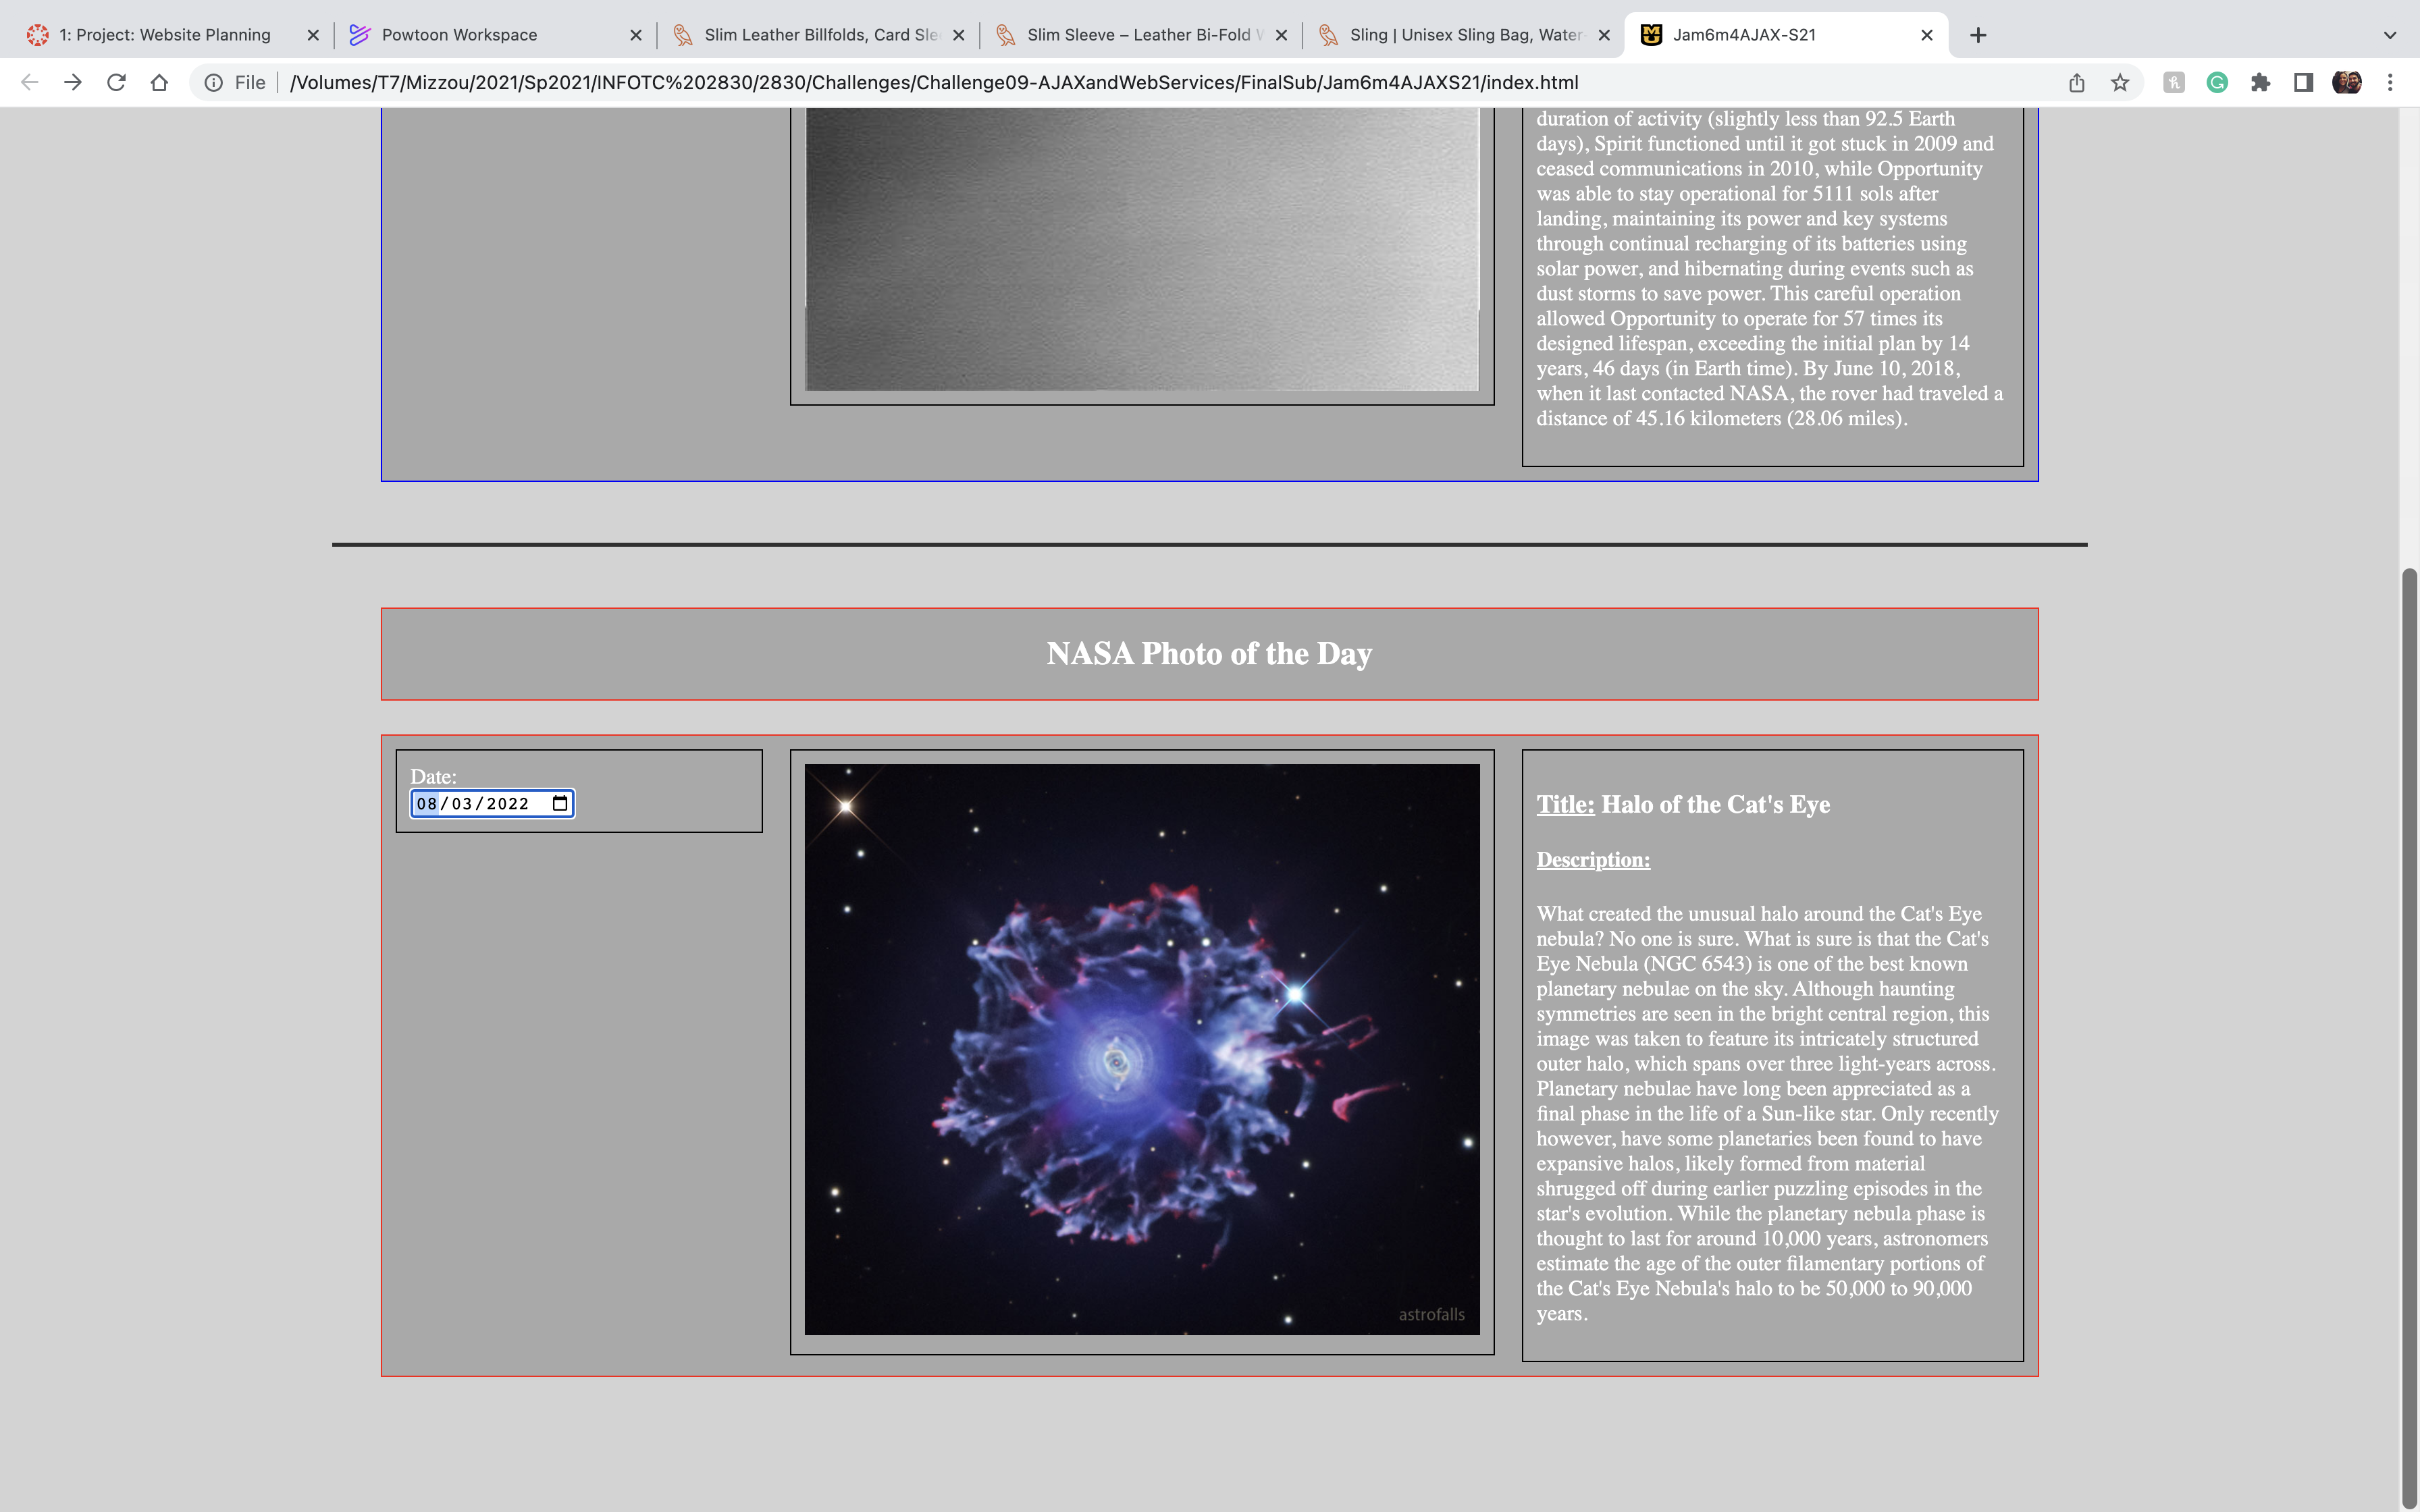 1: Project: Website Planning
Powtoon Workspace
Slim Leather Billfolds, Card Slee
Slim Sleeve – Leather Bi-Fold W
Sling | Unisex Sling Bag, Water-
Jam6m4AJAX-S21
File
/Volumes/T7/Mizzou/2021/Sp2021/INFOTC%202830/2830/Challenges/Challenge09-AJAXandWebServices/FinalSub/Jam6m4AJAXS21/index.html
duration of activity (slightly less than 92.5 Earth
days), Spirit functioned until it got stuck in 2009 and
ceased communications in 2010, while Opportunity
was able to stay operational for 5111 sols after
landing, maintaining its power and key systems
through continual recharging of its batteries using
solar power, and hibernating during events such as
dust storms to save power. This careful operation
allowed Opportunity to operate for 57 times its
designed lifespan, exceeding the initial plan by 14
years, 46 days (in Earth time). By June 10, 2018,
when it last contacted NASA, the rover had traveled a
distance of 45.16 kilometers (28.06 miles).
NASA Photo of the Day
Date:
08/03/2022
astrofalls
Title: Halo of the Cat's Eye
Description:
What created the unusual halo around the Cat's Eye
nebula? No one is sure. What is sure is that the Cat's
Eye Nebula (NGC 6543) is one of the best known
planetary nebulae on the sky. Although haunting
symmetries are seen in the bright central region, this
image was taken to feature its intricately structured
outer halo, which spans over three light-years across.
Planetary nebulae have long been appreciated as a
final phase in the life of a Sun-like star. Only recently
however, have some planetaries been found to have
expansive halos, likely formed from material
shrugged off during earlier puzzling episodes in the
star's evolution. While the planetary nebula phase is
thought to last for around 10,000 years, astronomers
estimate the age of the outer filamentary portions of
the Cat's Eye Nebula's halo to be 50,000 to 90,000
years.